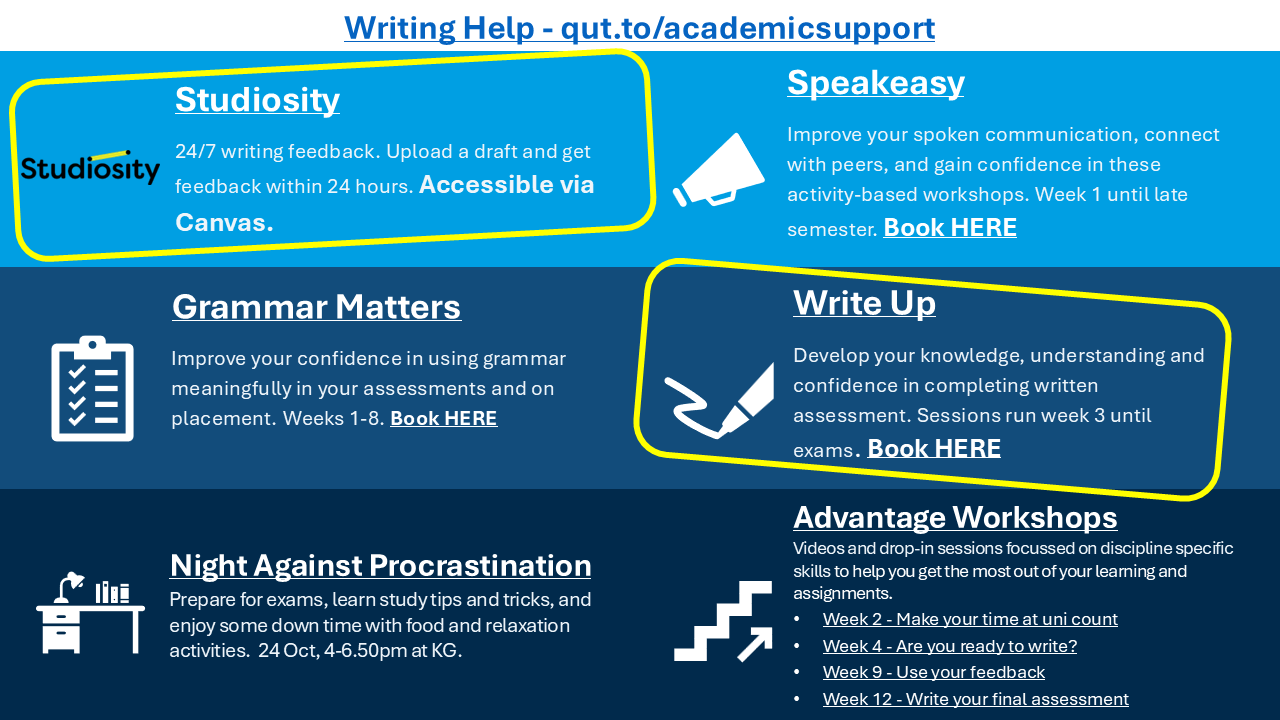 Writing Help - qut.to/academicsupport
Studiosity
Studiosity
24/7 writing feedback. Upload a draft and get
feedback within 24 hours. Accessible via
Canvas.
Speakeasy
Improve your spoken communication, connect
with peers, and gain confidence in these
activity-based workshops. Week 1 until late
semester. Book HERE
Grammar Matters
Improve your confidence in using grammar
meaningfully in your assessments and on
placement. Weeks 1-8. Book HERE
Write Up
Develop your knowledge, understanding and
confidence in completing written
assessment. Sessions run week 3 until
exams. Book HERE
Night Against Procrastination
Prepare for exams, learn study tips and tricks, and
enjoy some down time with food and relaxation
activities. 24 Oct, 4-6.50pm at KG.
Advantage Workshops
Videos and drop-in sessions focussed on discipline specific
skills to help you get the most out of your learning and
assignments.
• Week 2 - Make your time at uni count
• Week 4 - Are you ready to write?
• Week 9 - Use your feedback
• Week 12 - Write your final assessment